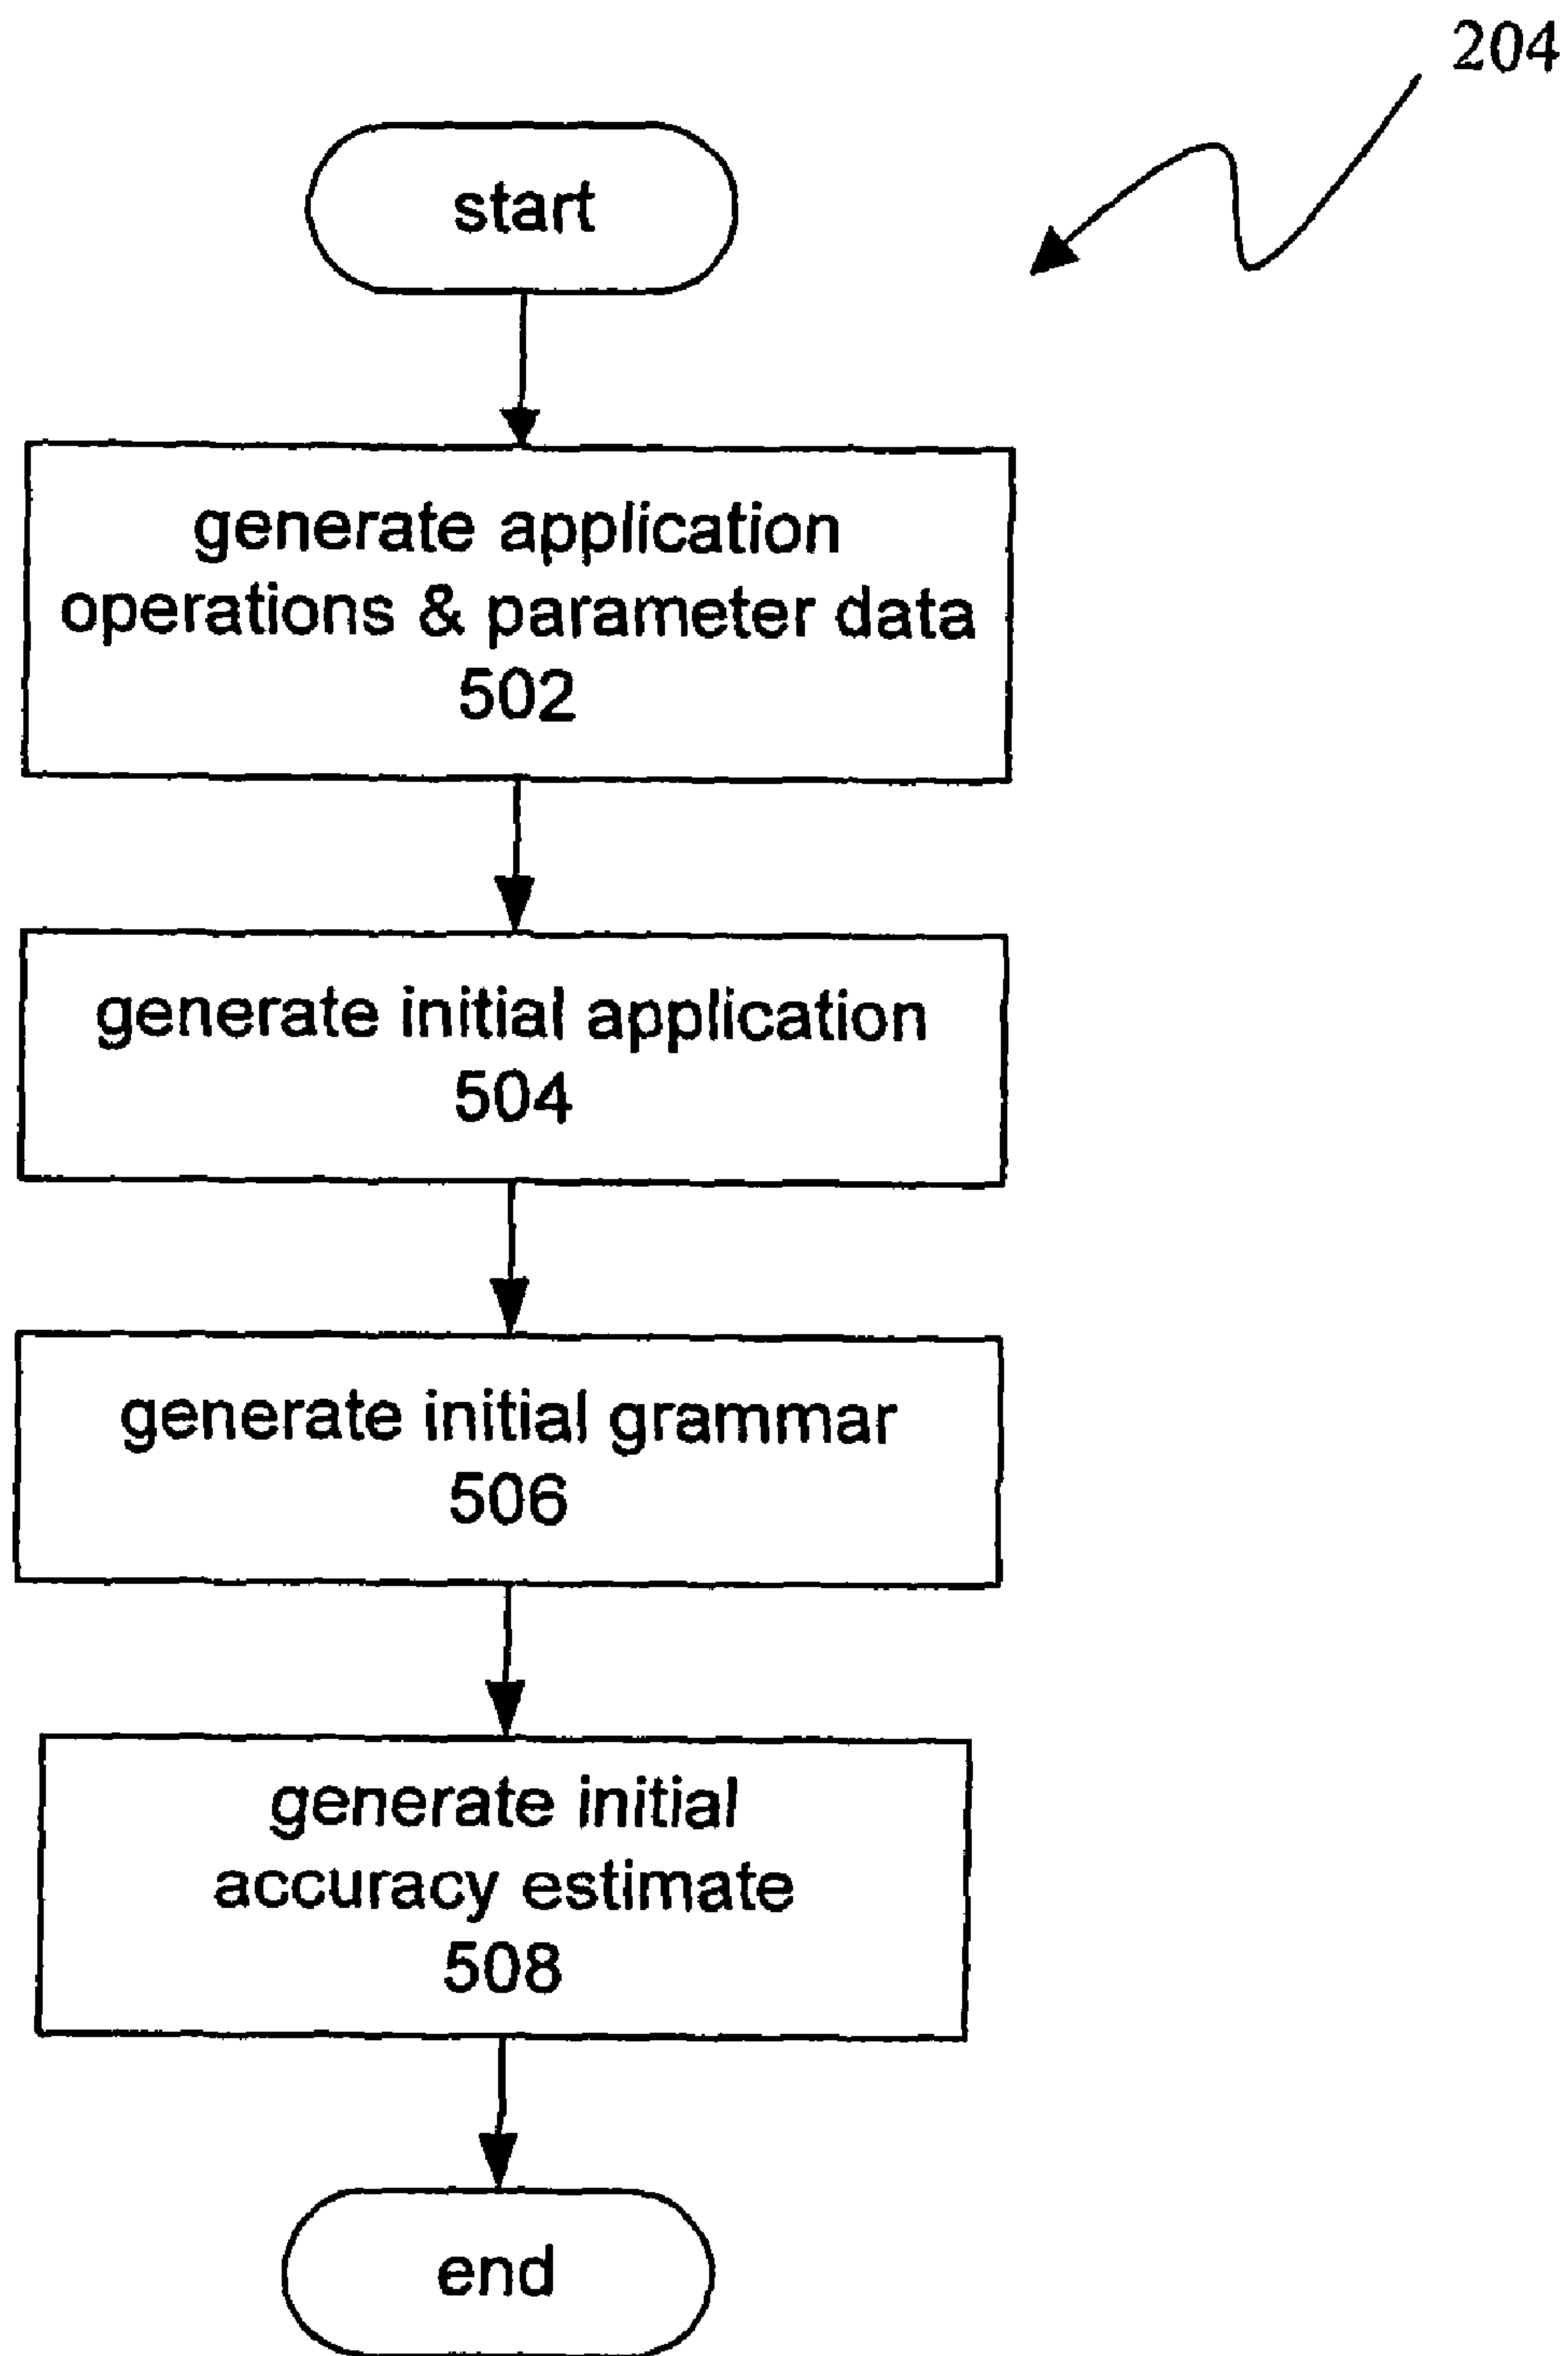 204
start
generate application
operations & parameter data
502
generate initial application
504
generate initial grammar
506
generate initial
accuracy estimate
508
end